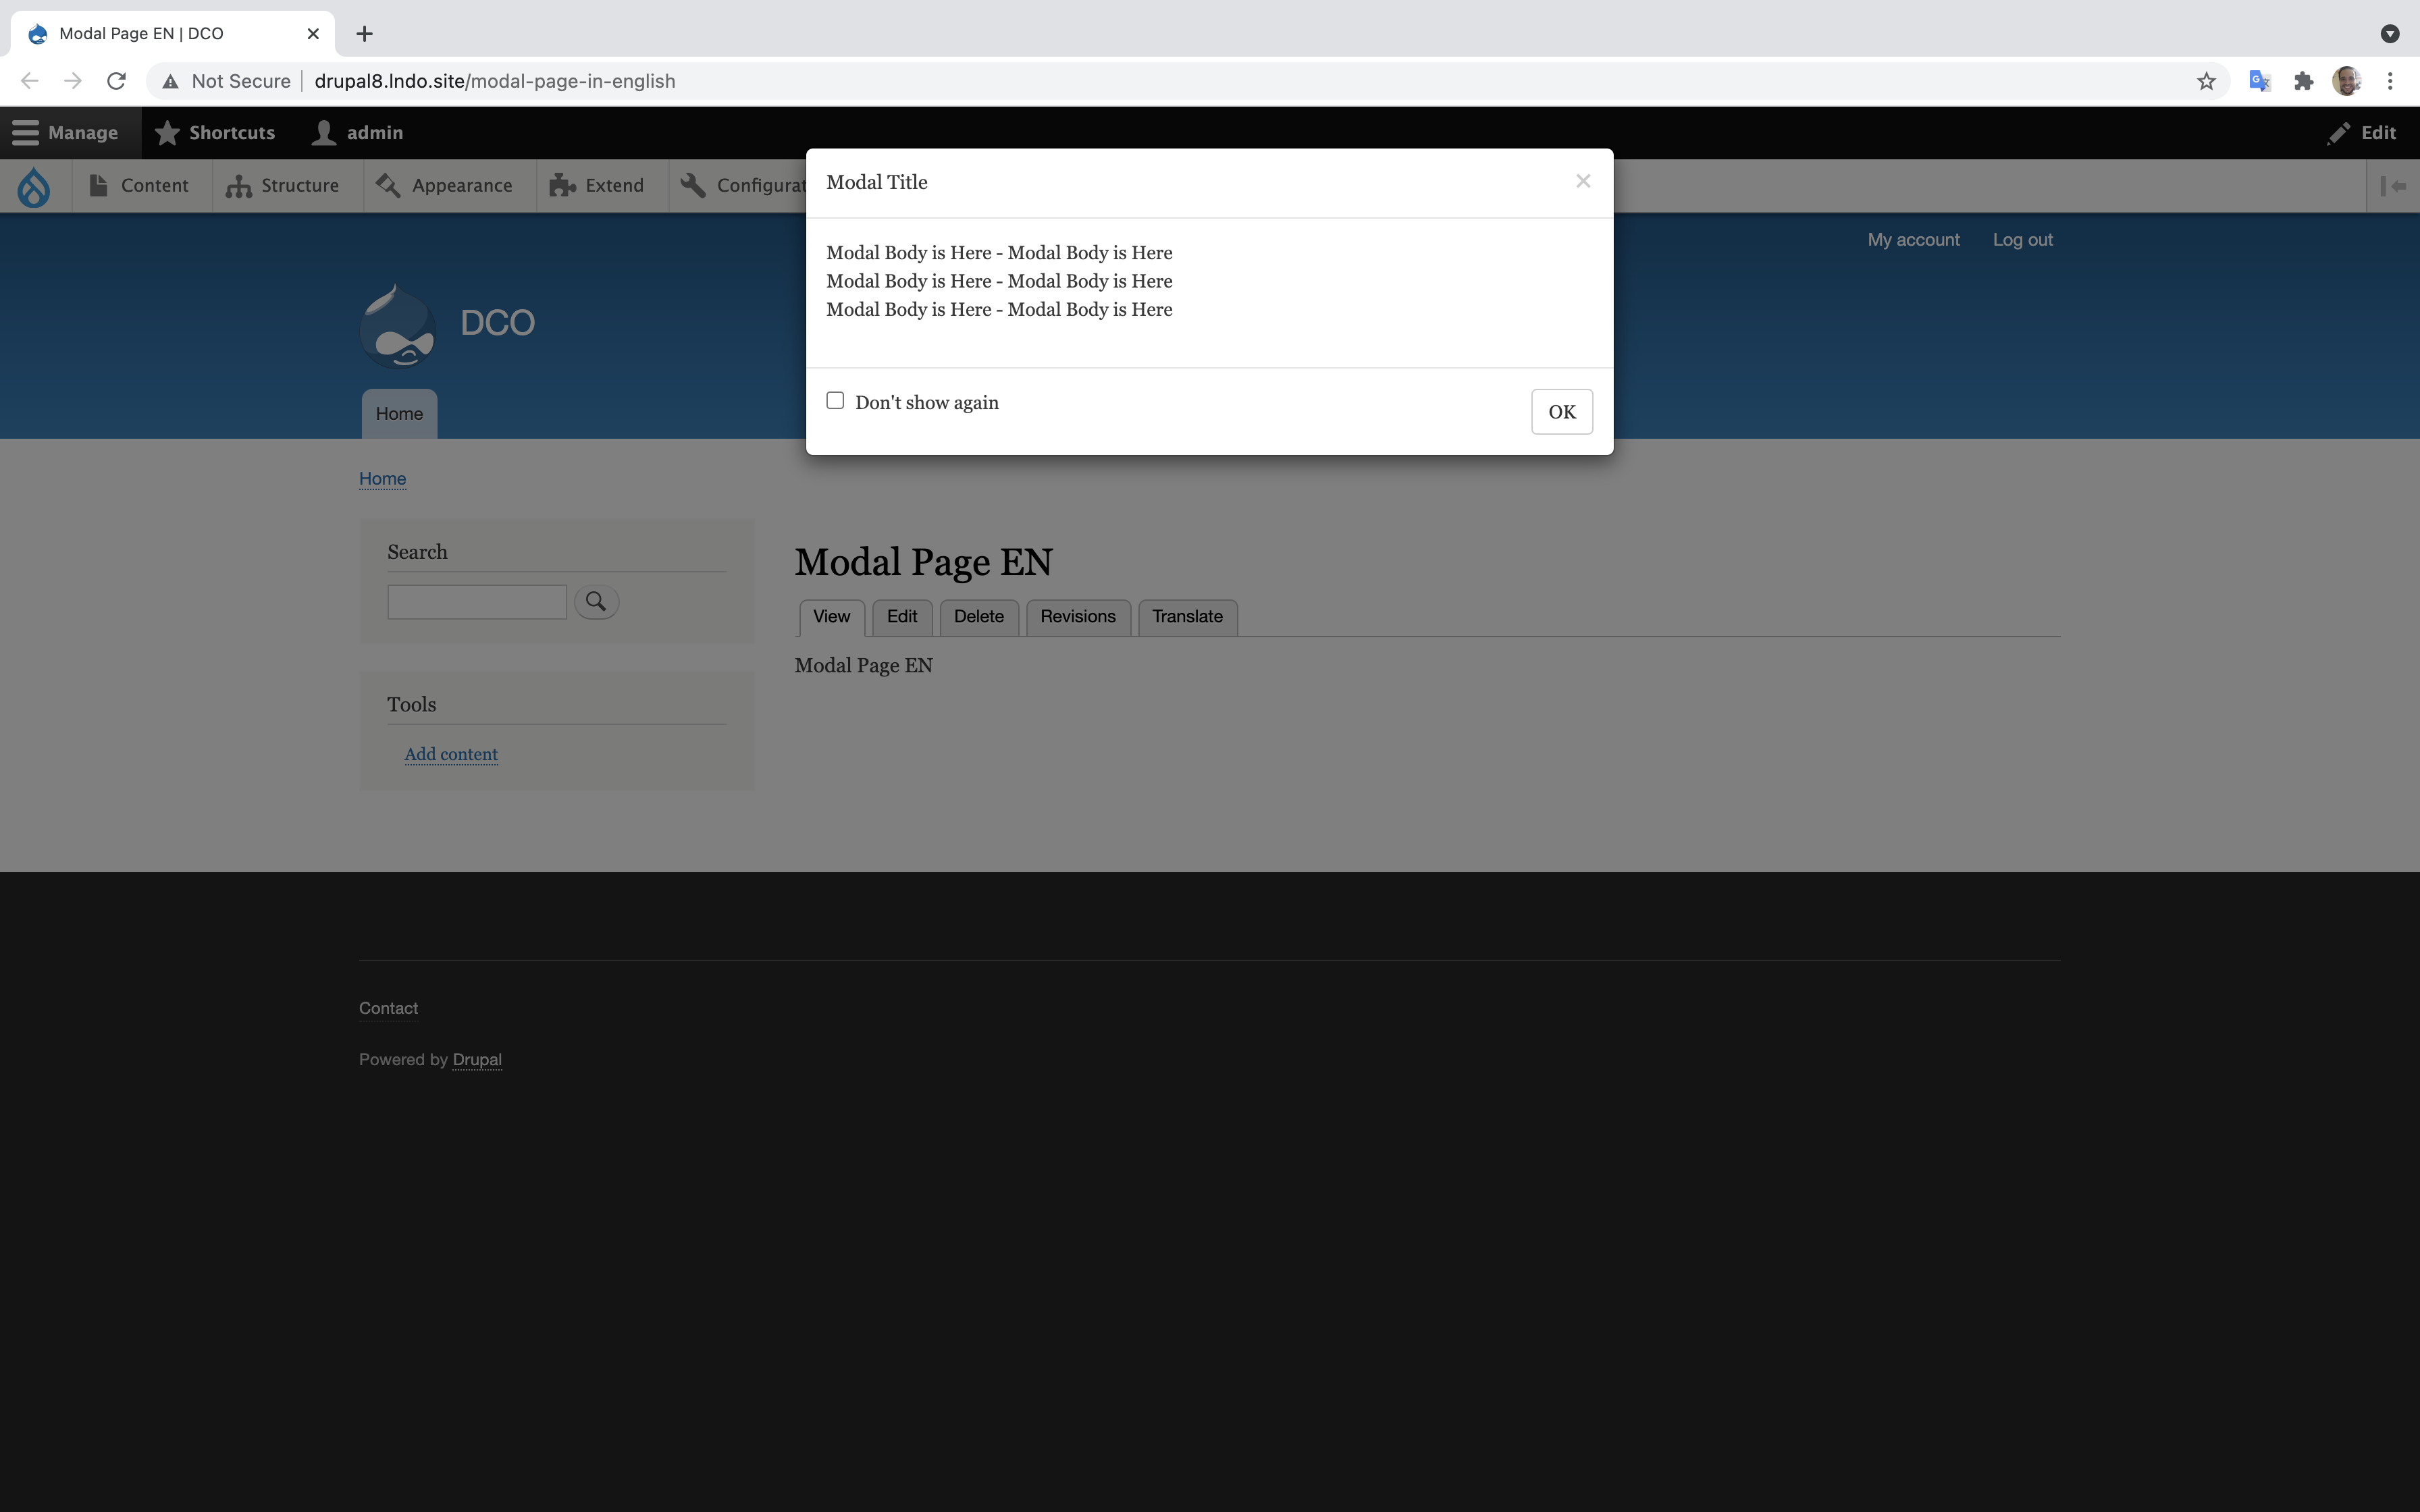 Modal Page EN | DCO
Not Secure drupal8.lndo.site/modal-page-in-english
Manage Shortcuts admin Edit
Content Structure Appearance Extend Configurat
Modal Title
Modal Body is Here - Modal Body is Here
Modal Body is Here - Modal Body is Here
Modal Body is Here - Modal Body is Here
Don't show again
OK
My account Log out
DCO
Home
Home
Search
Tools
Add content
Modal Page EN
View Edit Delete Revisions Translate
Modal Page EN
Contact
Powered by Drupal